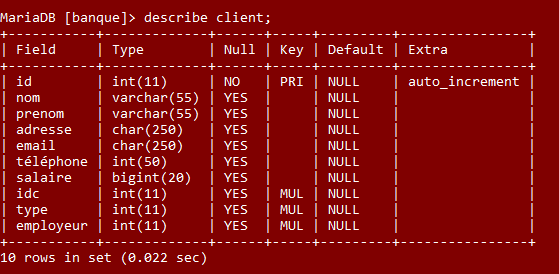 MariaDB [banque]> describe client;
+-----------+-------------+------+-----+---------+----------------+
| Field     | Type        | Null | Key | Default | Extra          |
+-----------+-------------+------+-----+---------+----------------+
| id        | int(11)     | NO   | PRI | NULL    | auto_increment |
| nom       | varchar(55) | YES  |     | NULL    |                |
| prenom    | varchar(55) | YES  |     | NULL    |                |
| adresse   | char(250)   | YES  |     | NULL    |                |
| email     | char(250)   | YES  |     | NULL    |                |
| téléphone | int(50)     | YES  |     | NULL    |                |
| salaire   | bigint(20)  | YES  |     | NULL    |                |
| idc       | int(11)     | YES  | MUL | NULL    |                |
| type      | int(11)     | YES  | MUL | NULL    |                |
| employeur | int(11)     | YES  | MUL | NULL    |                |
+-----------+-------------+------+-----+---------+----------------+
10 rows in set (0.022 sec)